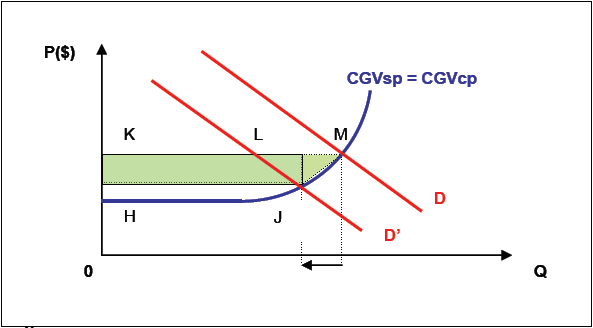 P($)
CGVsp = CGVcp
K L M
H J
D
D’
0 Q